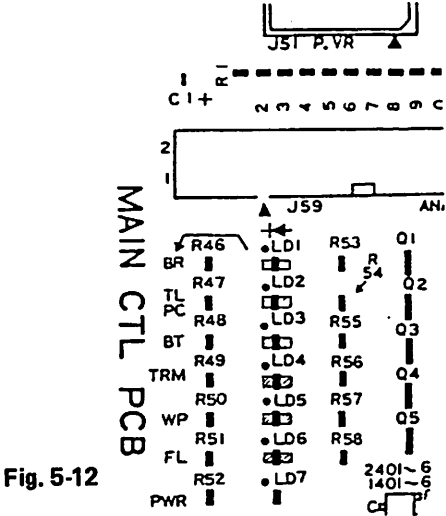 J51 P.VR
R1
C1+
2 3 4 5 6 7 8 9
2
1
J59 AN
MAIN CTL PCB
R46 LD1 R53 Q1
BR
R54
R47 LD2 Q2
TL
PC
R48 LD3 R55 Q3
BT
R49 LD4 R56 Q4
TRM
R50 LD5 R57 Q5
WP
R51 LD6 R58
FL
2401~6
1401~6
R52 LD7
PWR
Fig. 5-12